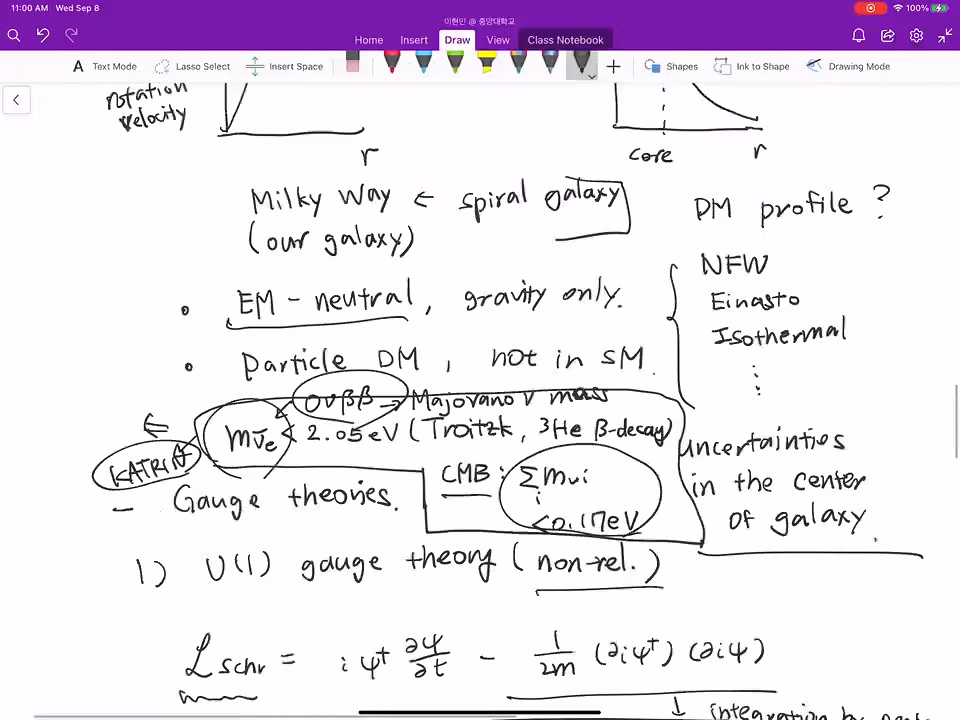 11:00 AM Wed Sep 8
100%
이현민 @ 중앙대학교
Home Insert Draw View Class Notebook
Text Mode Lasso Select Insert Space Shapes Ink to Shape Drawing Mode
rotation
velocity
r
core
r
Milky Way ← spiral galaxy
(our galaxy)
DM profile ?
NFW
Einasto
Isothermal
⋮
uncertainties
in the center
of galaxy.
• EM - neutral, gravity only.
• Particle DM, not in SM.
0νββ → Majorano ν mass
⇐ mν̄e < 2.05 eV (Troitzk, ³He β-decay)
KATRIN
CMB : Σi mνi
< 0.17eV
- Gauge theories.
1) U(1) gauge theory (non-rel.)
ℒschr = iψ† ∂ψ/∂t - 1/2m (∂iψ†) (∂iψ)
↓ integration by